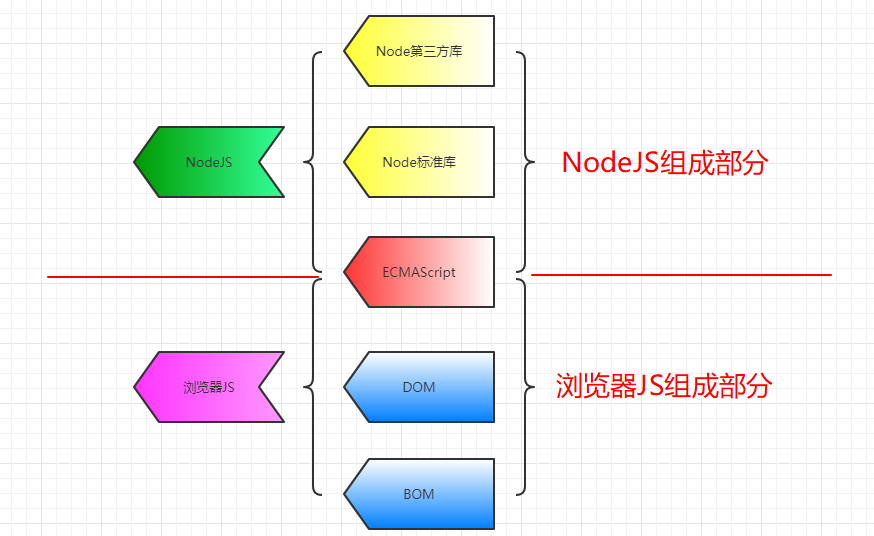 Node第三方库
NodeJS
Node标准库
NodeJS组成部分
ECMAScript
浏览器JS
DOM
浏览器JS组成部分
BOM